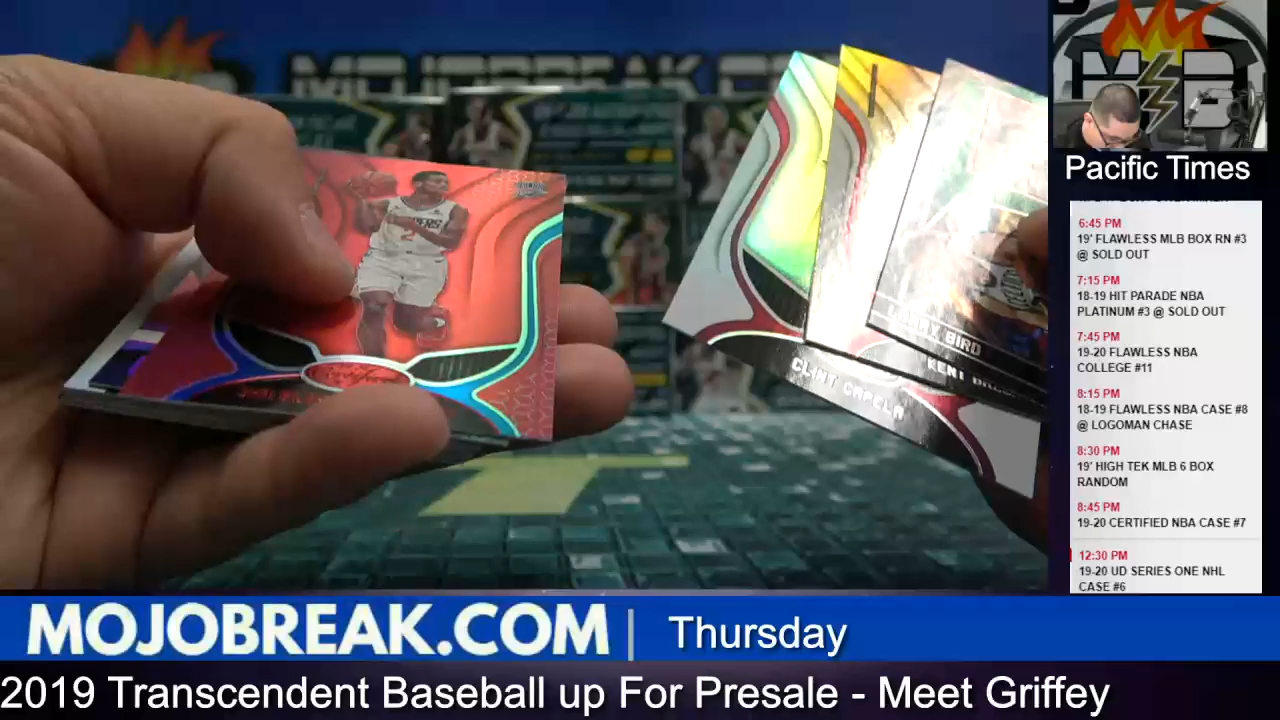 MOJOBREAK.COM
Pacific Times
6:45 PM
19' FLAWLESS MLB BOX RN #3
@ SOLD OUT
7:15 PM
18-19 HIT PARADE NBA
PLATINUM #3 @ SOLD OUT
7:45 PM
19-20 FLAWLESS NBA
COLLEGE #11
8:15 PM
18-19 FLAWLESS NBA CASE #8
@ LOGOMAN CHASE
8:30 PM
19' HIGH TEK MLB 6 BOX
RANDOM
8:45 PM
19-20 CERTIFIED NBA CASE #7
12:30 PM
19-20 UD SERIES ONE NHL
CASE #6
2
BIRD
KENT
CLINT CAPELA
MOJOBREAK.COM | Thursday
2019 Transcendent Baseball up For Presale - Meet Griffey